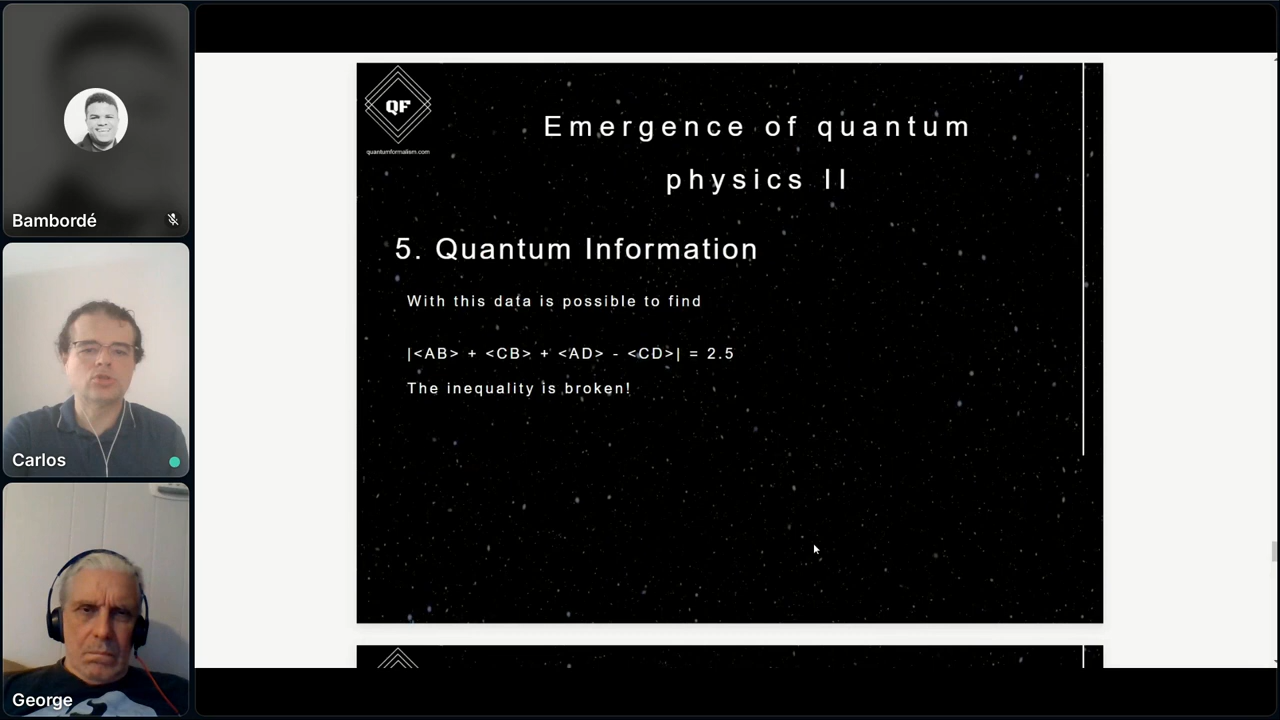 Bambordé
Carlos
George
QF
quantumformalism.com
Emergence of quantum
physics II
5. Quantum Information
With this data is possible to find
|<AB> + <CB> + <AD> - <CD>| = 2.5
The inequality is broken!